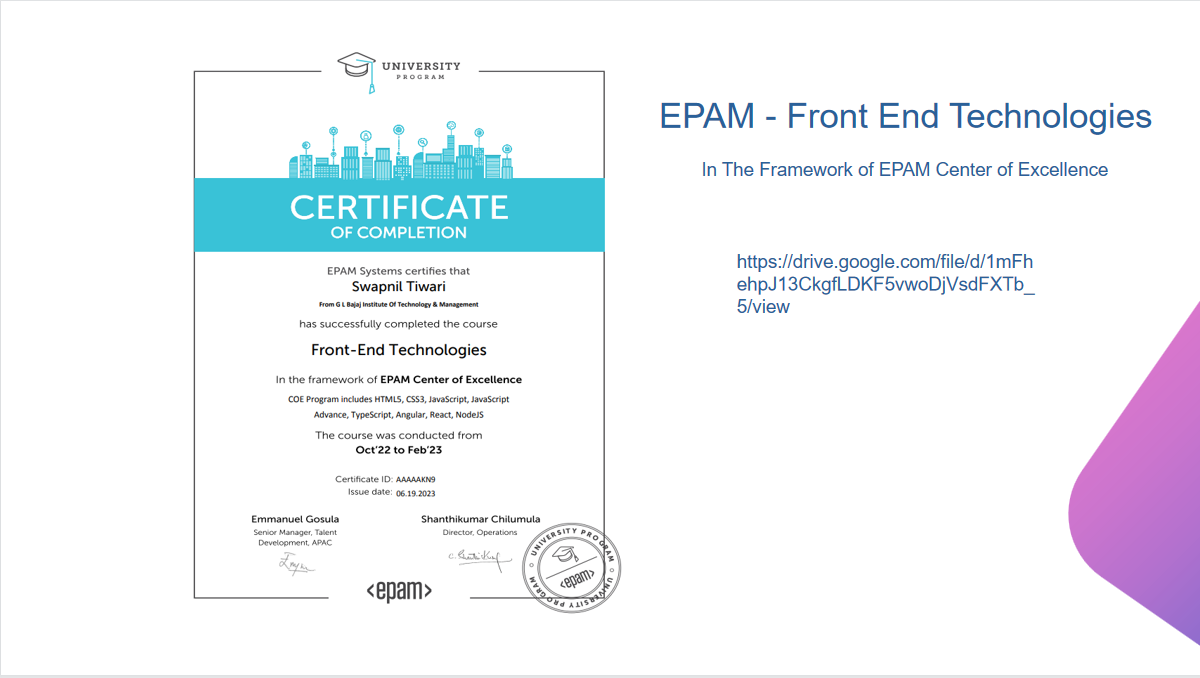 UNIVERSITY
PROGRAM
CERTIFICATE
OF COMPLETION
EPAM Systems certifies that
Swapnil Tiwari
From G L Bajaj Institute Of Technology & Management
has successfully completed the course
Front-End Technologies
In the framework of EPAM Center of Excellence
COE Program includes HTML5, CSS3, JavaScript, JavaScript
Advance, TypeScript, Angular, React, NodeJS
The course was conducted from
Oct'22 to Feb'23
Certificate ID: AAAAAKN9
Issue date: 06.19.2023
Emmanuel Gosula
Senior Manager, Talent
Development, APAC
Shanthikumar Chilumula
Director, Operations
<epam>
UNIVERSITY PROGRAM
<epam>
UNIVERSITY PROGRAM
EPAM - Front End Technologies
In The Framework of EPAM Center of Excellence
https://drive.google.com/file/d/1mFh
ehpJ13CkgfLDKF5vwoDjVsdFXTb_
5/view